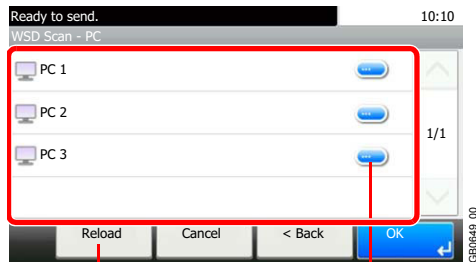 Ready to send. 10:10
WSD Scan - PC
PC 1
PC 2
1/1
PC 3
Reload Cancel < Back OK
GB0649_00